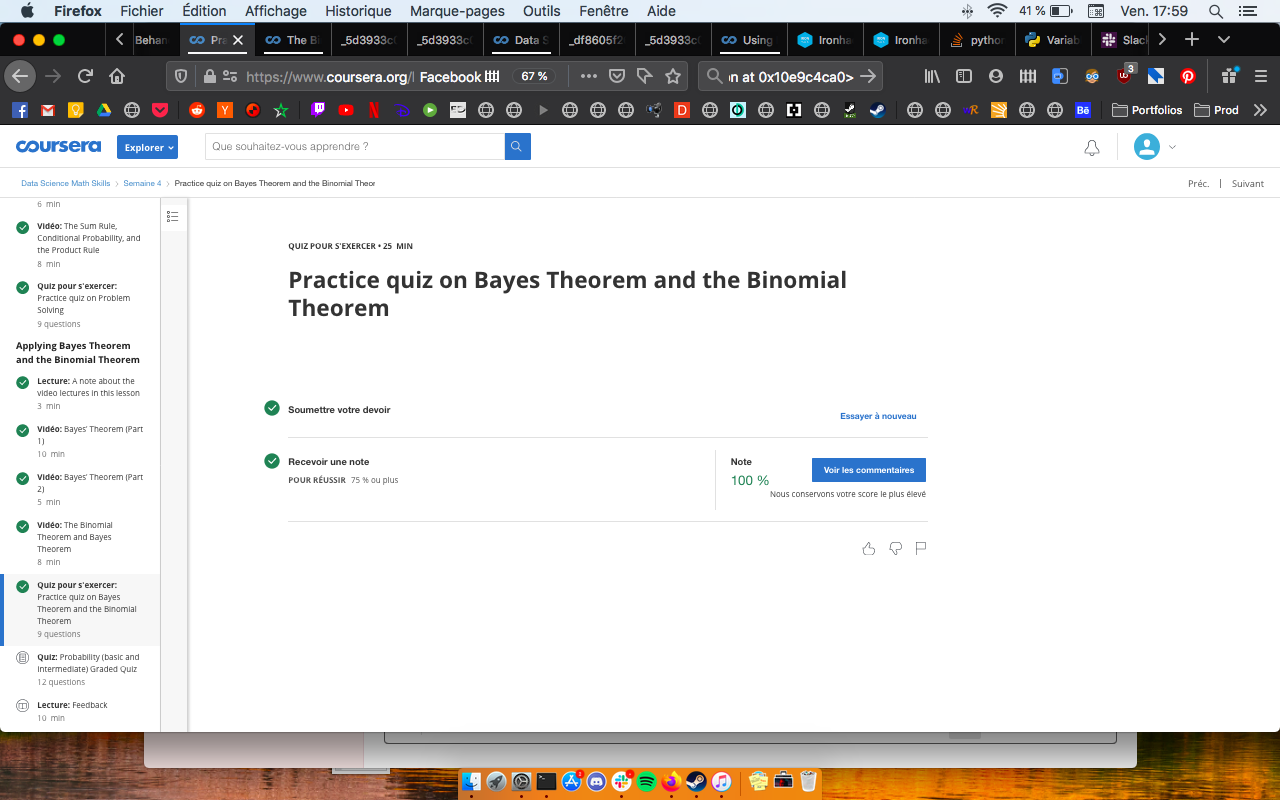 Firefox Fichier Édition Affichage Historique Marque-pages Outils Fenêtre Aide 41 % Ven. 17:59
Behan Pra The Bi _5d3933c _5d3933c Data S _df8605f2 _5d3933c Using Ironha Ironha python Variab Slac
https://www.coursera.org/l Facebook 67 % on at 0x10e9c4ca0> 3
Portfolios Prod
coursera Explorer Que souhaitez-vous apprendre ?
Data Science Math Skills > Semaine 4 > Practice quiz on Bayes Theorem and the Binomial Theor Préc. | Suivant
6 min
Vidéo: The Sum Rule,
Conditional Probability, and
the Product Rule
8 min
Quiz pour s'exercer:
Practice quiz on Problem
Solving
9 questions
Applying Bayes Theorem
and the Binomial Theorem
Lecture: A note about the
video lectures in this lesson
3 min
Vidéo: Bayes' Theorem (Part
1)
10 min
Vidéo: Bayes' Theorem (Part
2)
5 min
Vidéo: The Binomial
Theorem and Bayes
Theorem
8 min
Quiz pour s'exercer:
Practice quiz on Bayes
Theorem and the Binomial
Theorem
9 questions
Quiz: Probability (basic and
intermediate) Graded Quiz
12 questions
Lecture: Feedback
10 min
QUIZ POUR S'EXERCER • 25 MIN
Practice quiz on Bayes Theorem and the Binomial
Theorem
Soumettre votre devoir
Essayer à nouveau
Recevoir une note
POUR RÉUSSIR 75 % ou plus
Note
100 %
Voir les commentaires
Nous conservons votre score le plus élevé